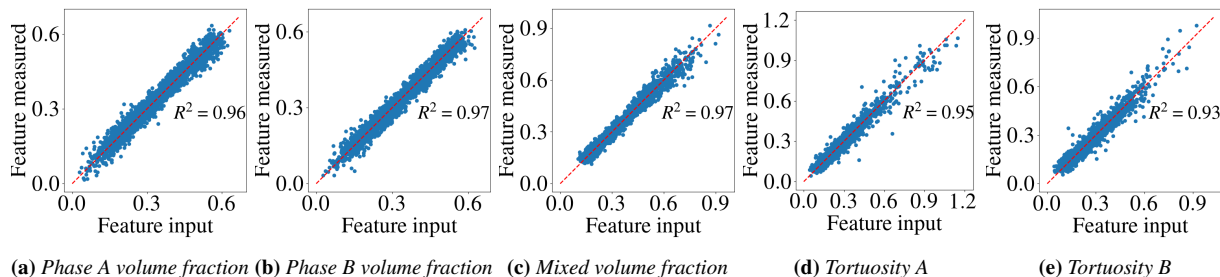 Feature measured
0.6
0.3
0.0
R² = 0.96
0.0 0.3 0.6
Feature input
(a) Phase A volume fraction
Feature measured
0.6
0.3
0.0
R² = 0.97
0.0 0.3 0.6
Feature input
(b) Phase B volume fraction
Feature measured
0.9
0.6
0.3
0.0
R² = 0.97
0.0 0.3 0.6 0.9
Feature input
(c) Mixed volume fraction
Feature measured
1.2
0.9
0.6
0.3
0.0
R² = 0.95
0.0 0.3 0.6 0.9 1.2
Feature input
(d) Tortuosity A
Feature measured
0.9
0.6
0.3
0.0
R² = 0.93
0.0 0.3 0.6 0.9
Feature input
(e) Tortuosity B